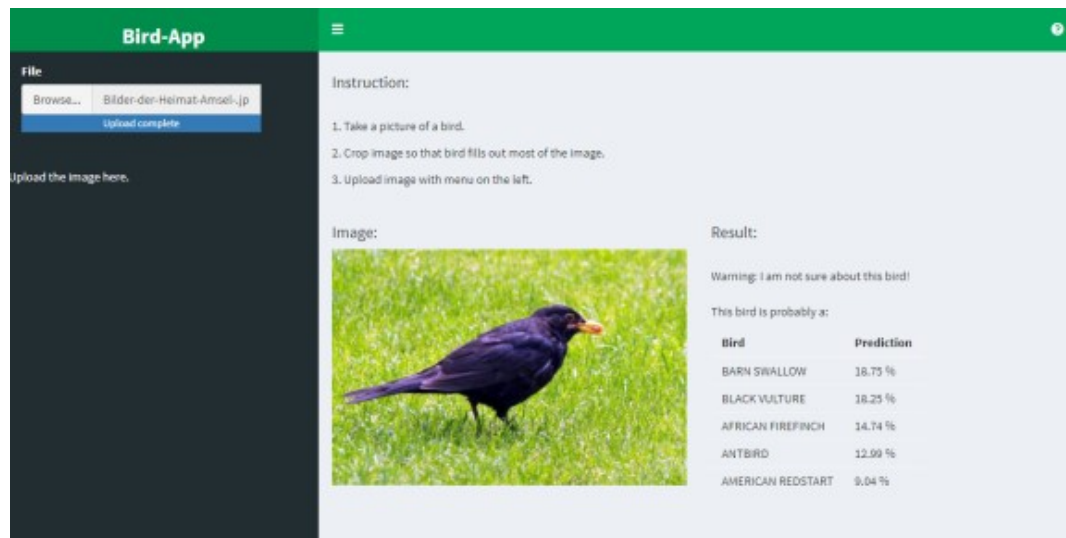 Bird-App
File
Browse... Bilder-der-Heimat-Amsel-.jp
Upload complete
Upload the image here.
Instruction:
1. Take a picture of a bird.
2. Crop image so that bird fills out most of the image.
3. Upload image with menu on the left.
Image:
Result:
Warning: I am not sure about this bird!
This bird is probably a:
Bird Prediction
BARN SWALLOW 18.75 %
BLACK VULTURE 18.25 %
AFRICAN FIREFINCH 14.74 %
ANTBIRD 12.99 %
AMERICAN REDSTART 9.04 %